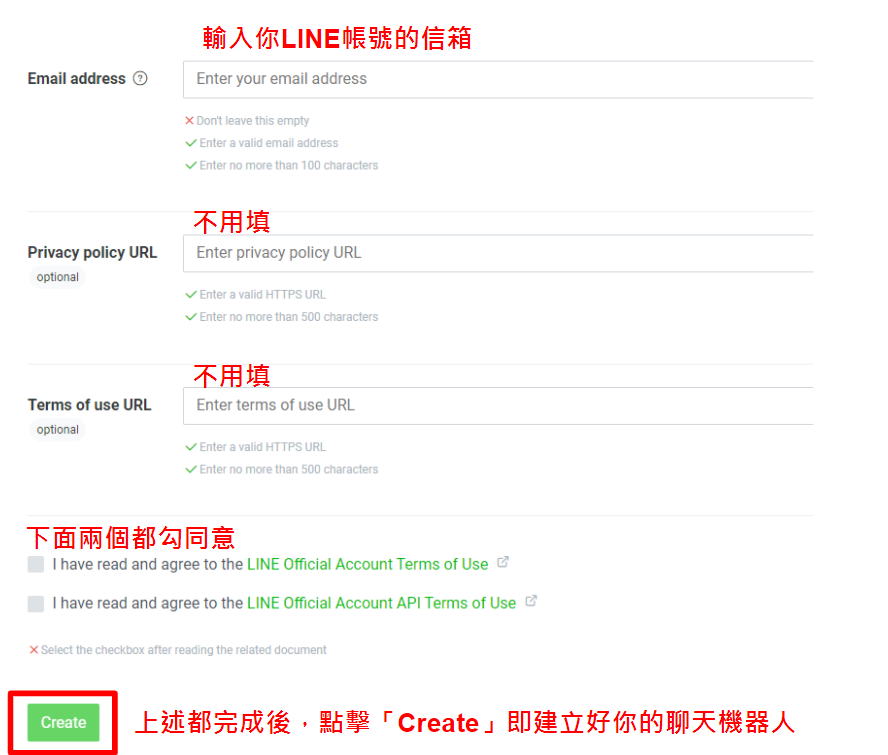 輸入你LINE帳號的信箱
Email address ?
Enter your email address
Don't leave this empty
Enter a valid email address
Enter no more than 100 characters
不用填
Privacy policy URL
Enter privacy policy URL
optional
Enter a valid HTTPS URL
Enter no more than 500 characters
不用填
Terms of use URL
Enter terms of use URL
optional
Enter a valid HTTPS URL
Enter no more than 500 characters
下面兩個都勾同意
I have read and agree to the LINE Official Account Terms of Use
I have read and agree to the LINE Official Account API Terms of Use
Select the checkbox after reading the related document
Create
上述都完成後，點擊「Create」即建立好你的聊天機器人